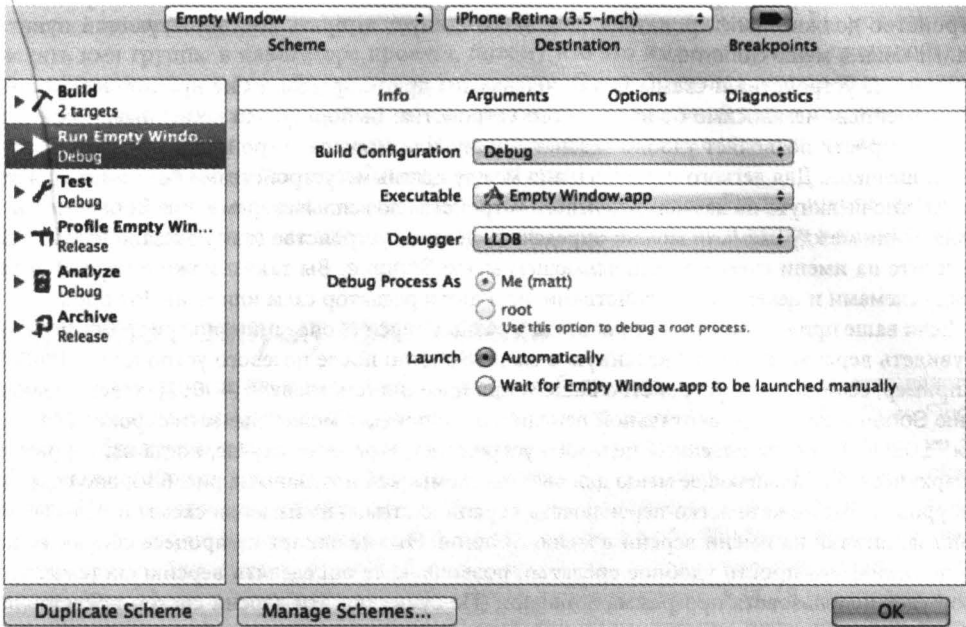 Empty Window
iPhone Retina (3.5-inch)
Scheme
Destination
Breakpoints
Build
2 targets
Run Empty Windo...
Debug
Test
Debug
Profile Empty Win...
Release
Analyze
Debug
Archive
Release
Info Arguments Options Diagnostics
Build Configuration Debug
Executable Empty Window.app
Debugger LLDB
Debug Process As Me (matt)
root
Use this option to debug a root process.
Launch Automatically
Wait for Empty Window.app to be launched manually
Duplicate Scheme
Manage Schemes...
OK